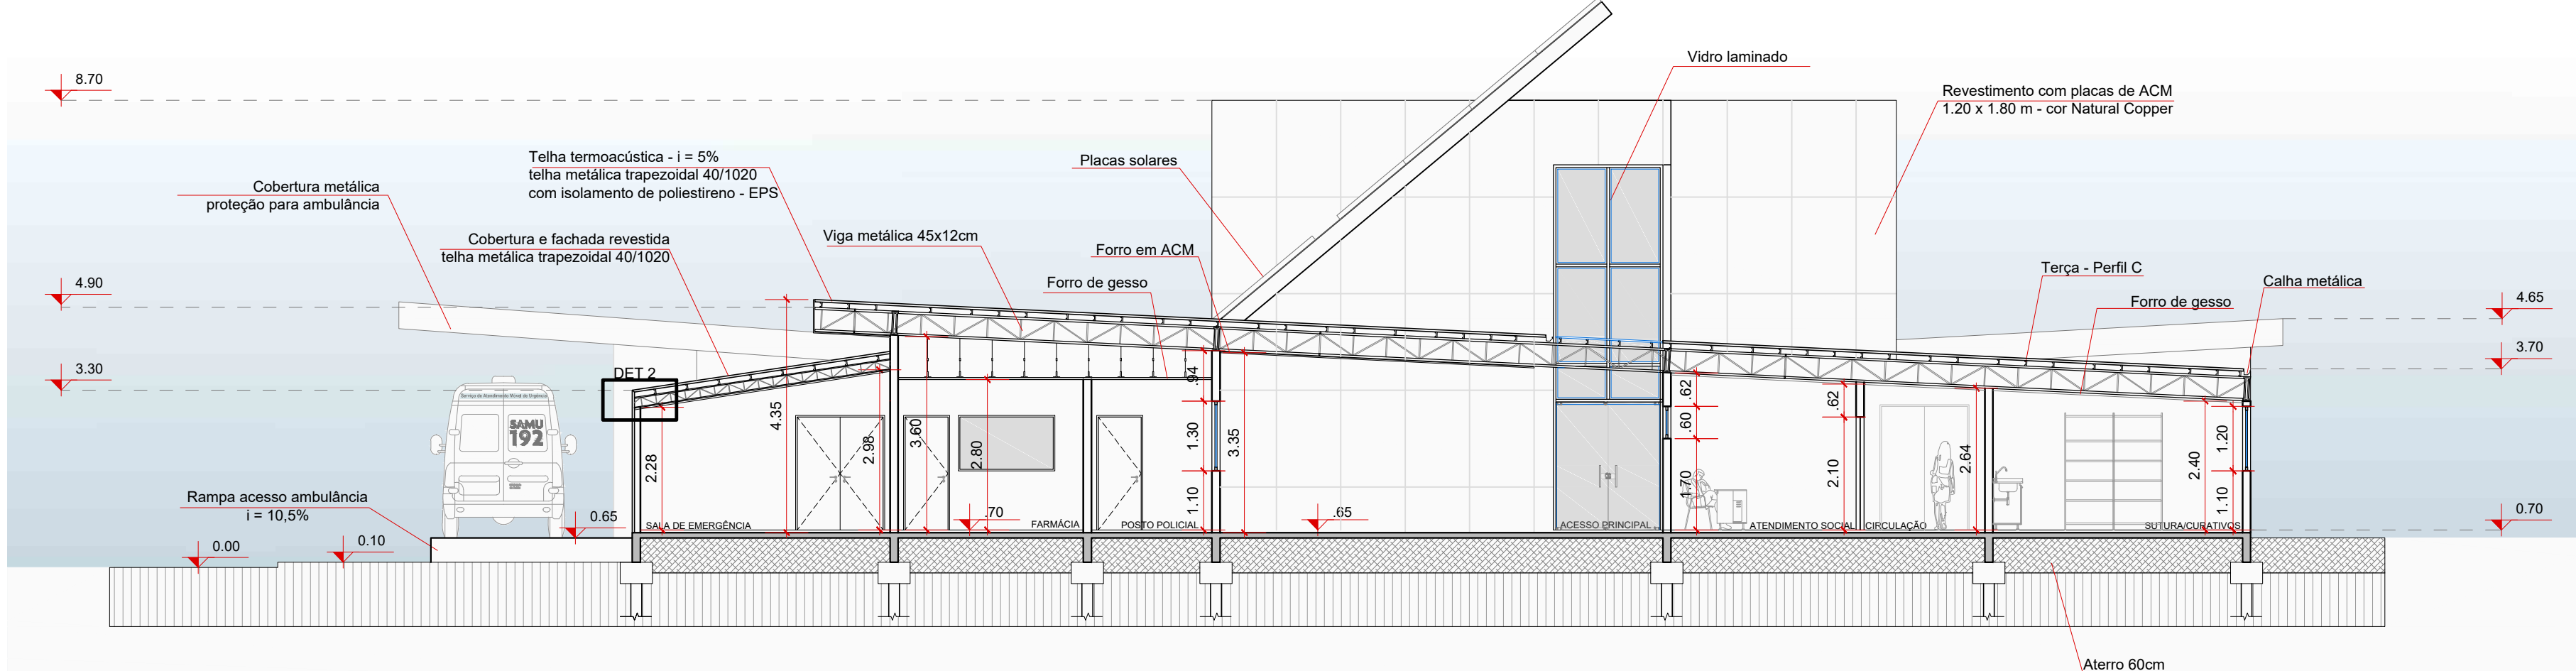 8.70
Vidro laminado
Revestimento com placas de ACM
1.20 x 1.80 m - cor Natural Copper
Telha termoacústica - i = 5%
telha metálica trapezoidal 40/1020
com isolamento de poliestireno - EPS
Placas solares
Cobertura metálica
proteção para ambulância
Cobertura e fachada revestida
telha metálica trapezoidal 40/1020
Viga metálica 45x12cm
Forro em ACM
Forro de gesso
Terça - Perfil C
Calha metálica
Forro de gesso
4.90
4.65
3.70
3.30
DET 2
Serviço de Atendimento Móvel de Urgência
SAMU
192
4.35
2.28
2.98
3.60
2.80
.94
1.30
1.10
3.35
.62
.60
1.70
.62
2.10
2.64
2.40
1.20
1.10
Rampa acesso ambulância
i = 10,5%
0.65
.70
.65
0.70
SALA DE EMERGÊNCIA
FARMÁCIA
POSTO POLICIAL
ACESSO PRINCIPAL
ATENDIMENTO SOCIAL
CIRCULAÇÃO
SUTURA/CURATIVOS
0.00
0.10
Aterro 60cm